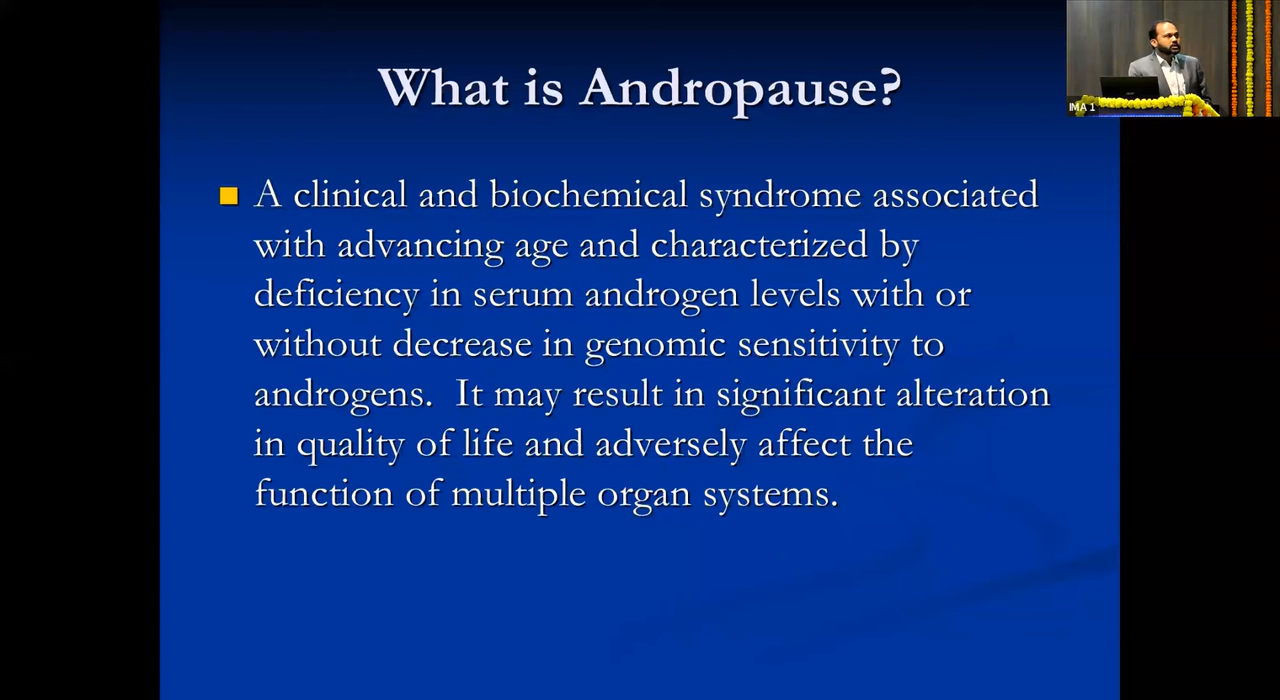 What is Andropause?
IMA 1
A clinical and biochemical syndrome associated
with advancing age and characterized by
deficiency in serum androgen levels with or
without decrease in genomic sensitivity to
androgens.  It may result in significant alteration
in quality of life and adversely affect the
function of multiple organ systems.